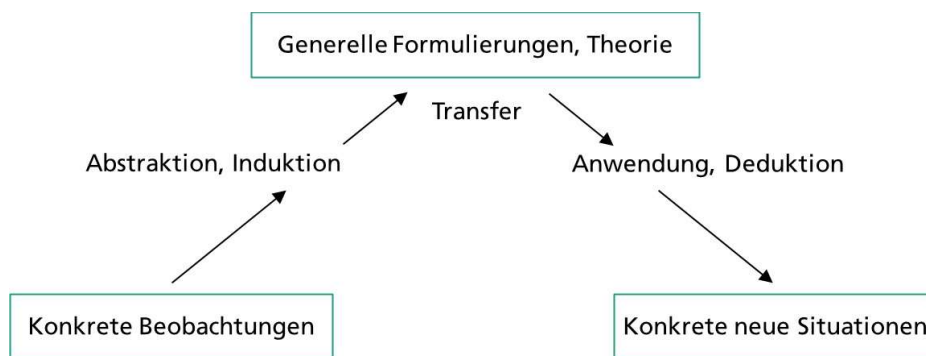 Generelle Formulierungen, Theorie
Transfer
Abstraktion, Induktion
Anwendung, Deduktion
Konkrete Beobachtungen
Konkrete neue Situationen